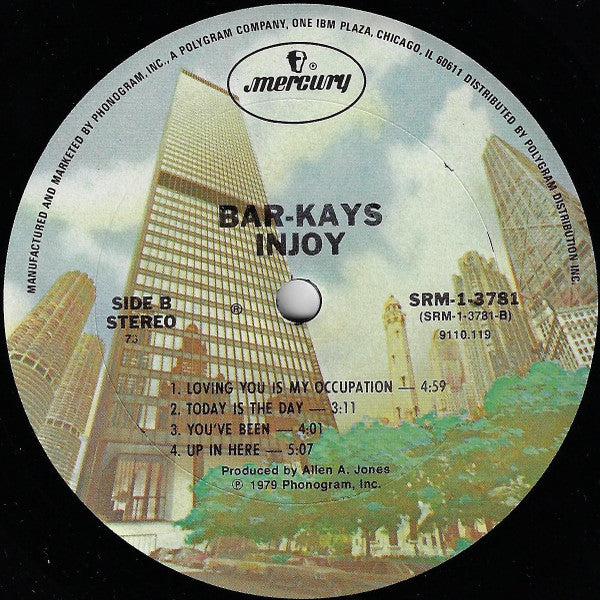 MANUFACTURED AND MARKETED BY PHONOGRAM, INC., A POLYGRAM COMPANY, ONE IBM PLAZA, CHICAGO, IL 60611 DISTRIBUTED BY POLYGRAM DISTRIBUTION INC.
®
mercury
BAR-KAYS
INJOY
SIDE B
STEREO
73
℗
SRM-1-3781
(SRM-1-3781-B)
9110.119
1. LOVING YOU IS MY OCCUPATION — 4:59
2. TODAY IS THE DAY — 3:11
3. YOU'VE BEEN — 4:01
4. UP IN HERE — 5:07
Produced by Allen A. Jones
℗ 1979 Phonogram, Inc.